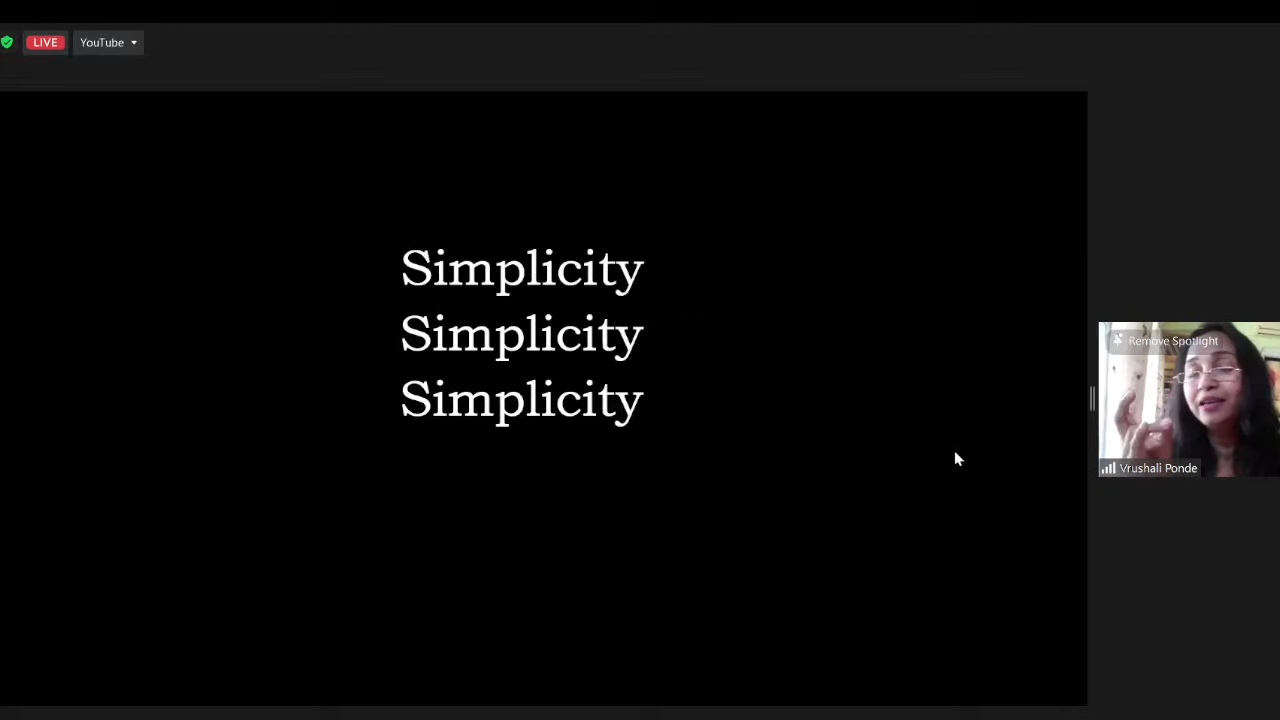 LIVE YouTube
Simplicity
Simplicity
Simplicity
Remove Spotlight
Vrushali Ponde